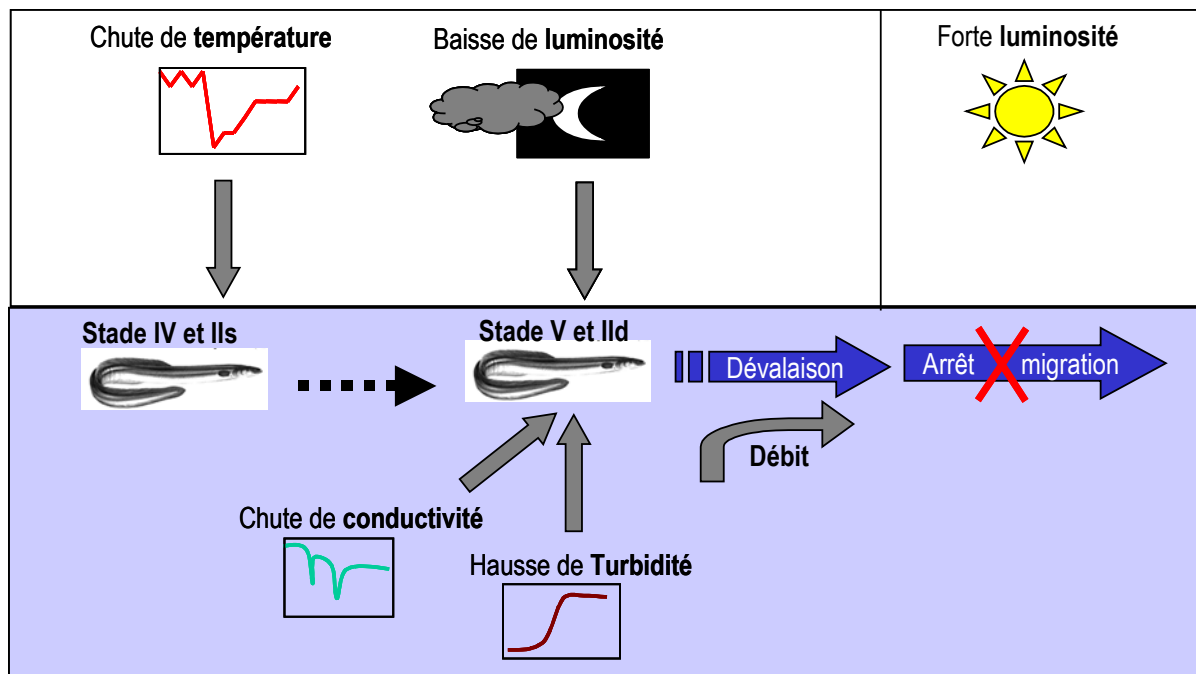 Chute de température
Baisse de luminosité
Forte luminosité
Stade IV et IIs
Stade V et IId
Dévalaison
Arrêt migration
Débit
Chute de conductivité
Hausse de Turbidité